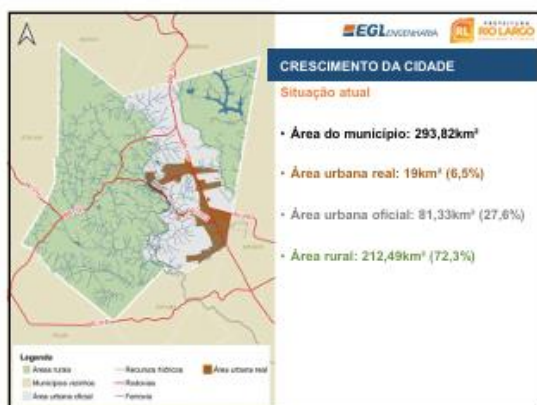 EGL ENGENHARIA
RL
PREFEITURA
RIO LARGO
CRESCIMENTO DA CIDADE
Situação atual
• Área do município: 293,82km²
• Área urbana real: 19km² (6,5%)
• Área urbana oficial: 81,33km² (27,6%)
• Área rural: 212,49km² (72,3%)
Legenda
Áreas rurais
Recursos hídricos
Área urbana real
Municípios vizinhos
Rodovias
Área urbana oficial
Ferrovia